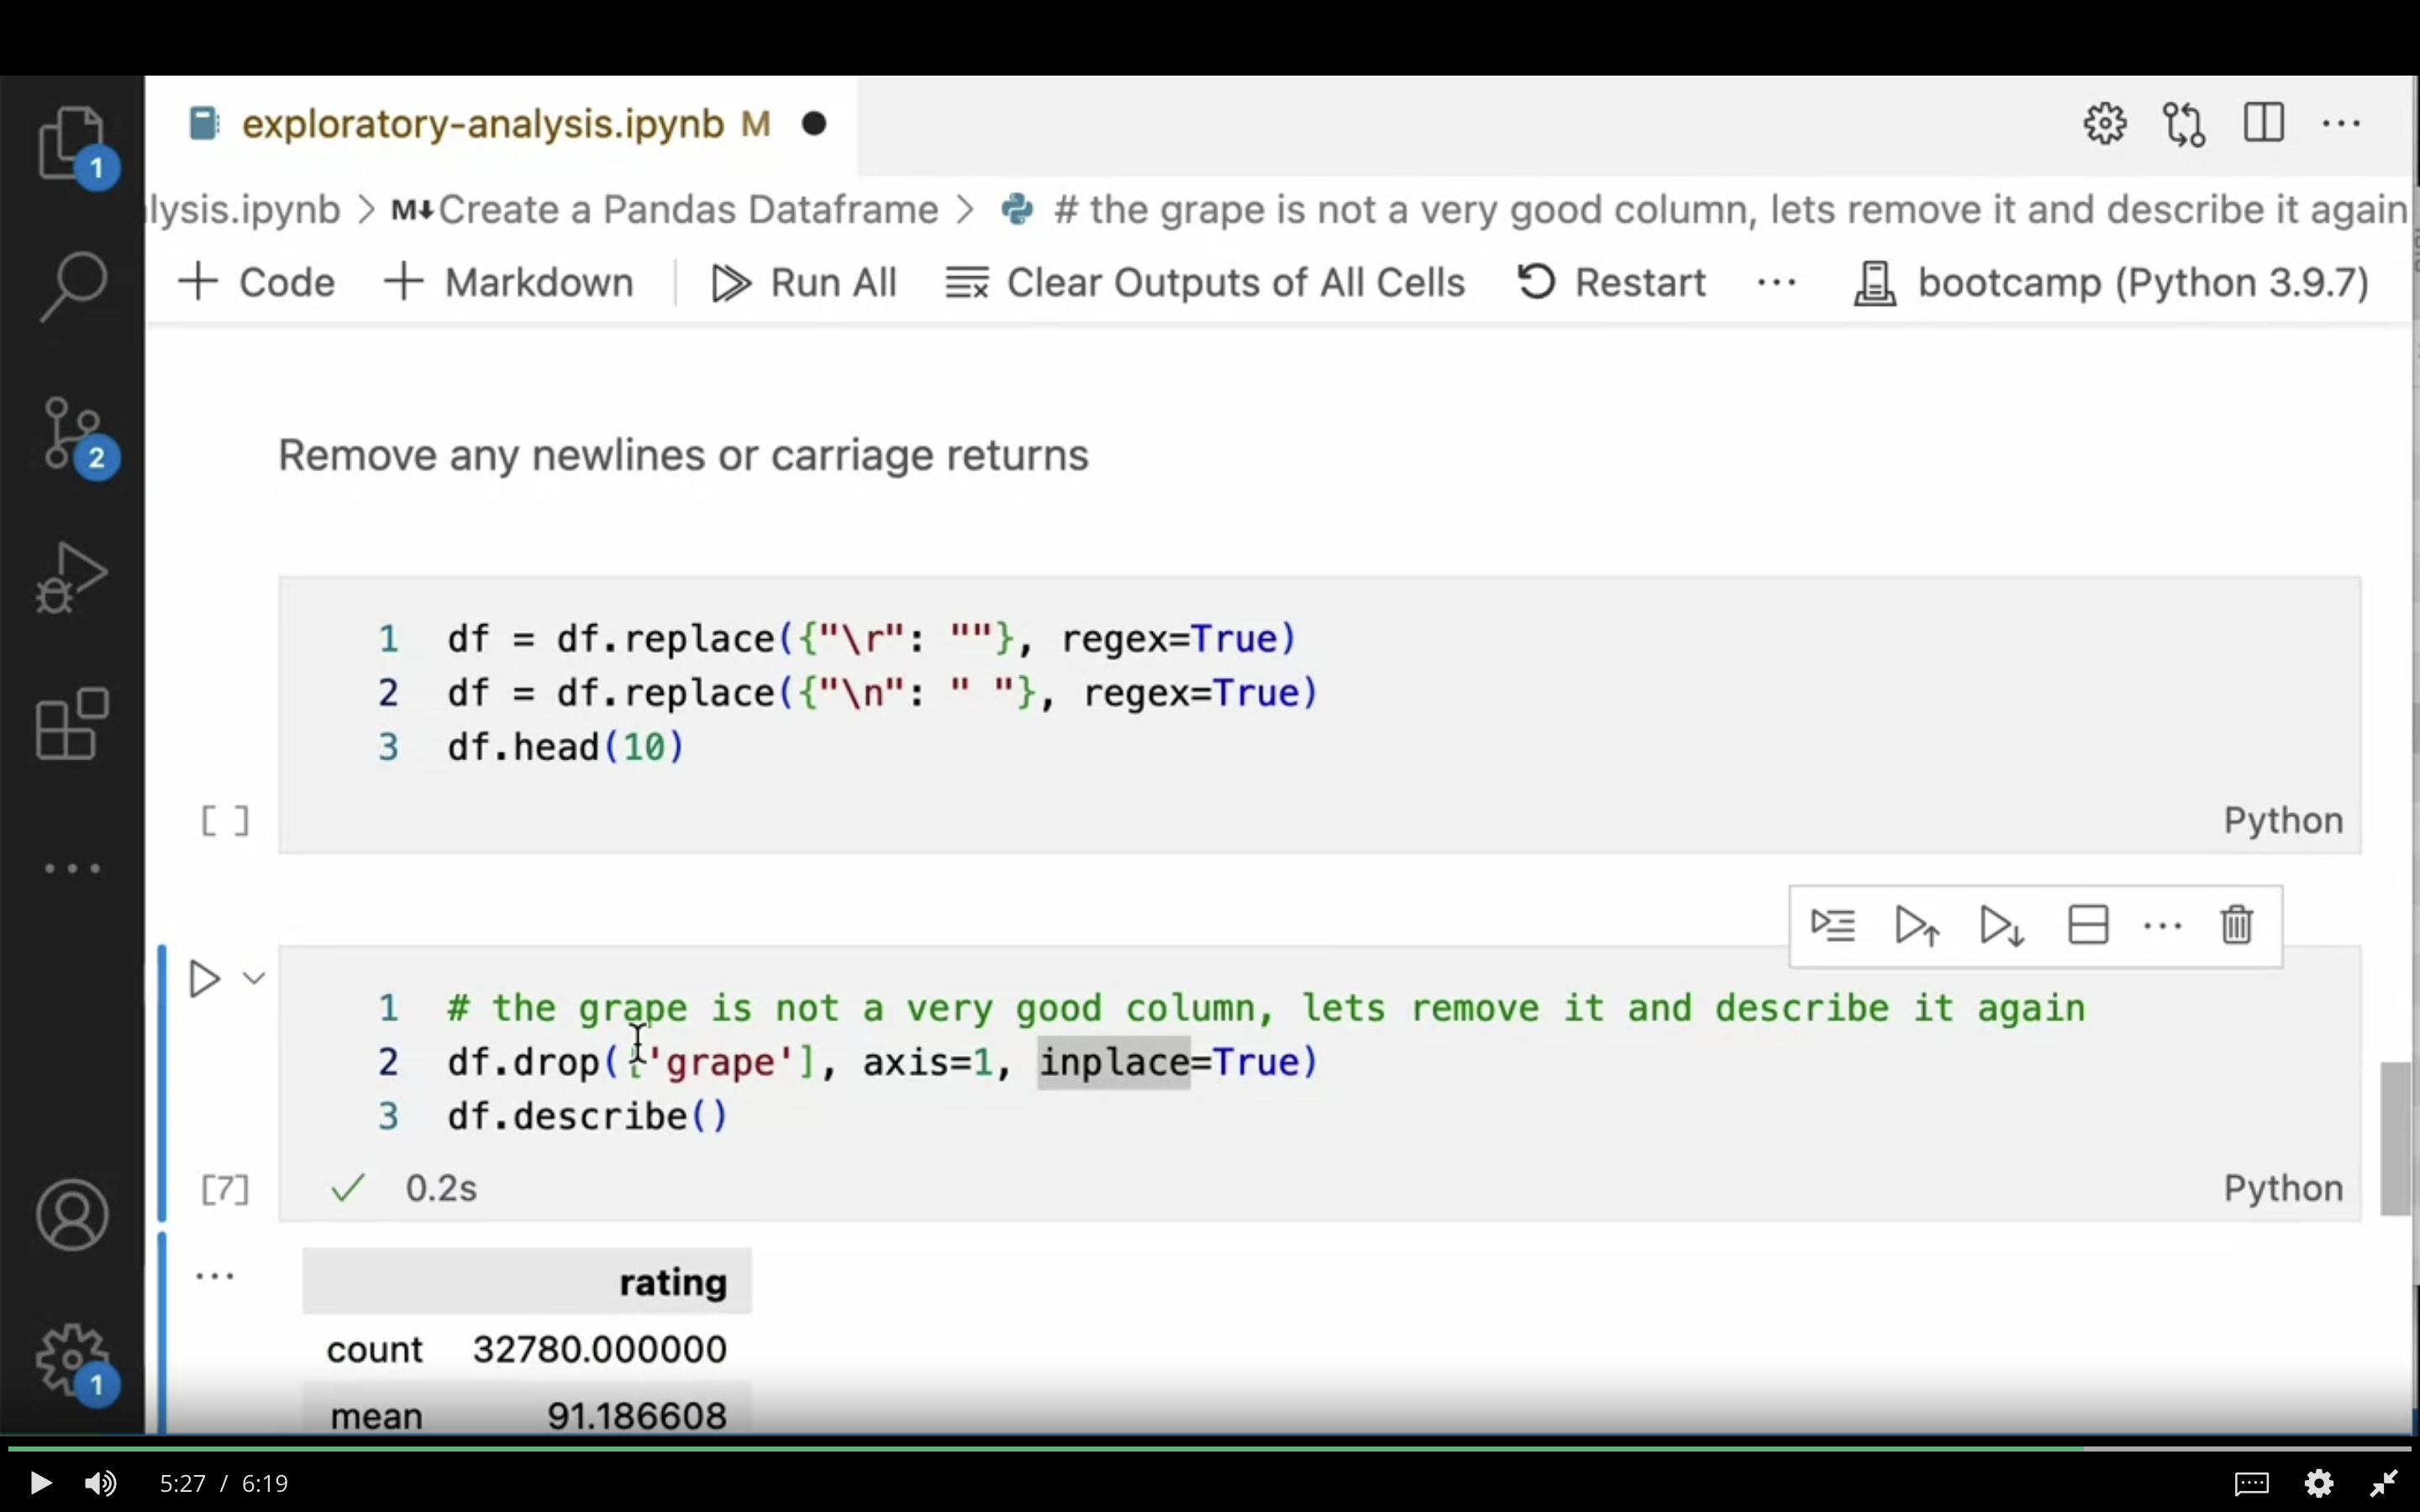 exploratory-analysis.ipynb M
1
lysis.ipynb > M↓Create a Pandas Dataframe > # the grape is not a very good column, lets remove it and describe it again
+ Code + Markdown Run All Clear Outputs of All Cells Restart ... bootcamp (Python 3.9.7)
2
Remove any newlines or carriage returns
1 df = df.replace({"\r": ""}, regex=True)
2 df = df.replace({"\n": " "}, regex=True)
3 df.head(10)
[ ] Python
1 # the grape is not a very good column, lets remove it and describe it again
2 df.drop(['grape'], axis=1, inplace=True)
3 df.describe()
[7] 0.2s Python
rating
count 32780.000000
1
mean 91.186608
5:27 / 6:19